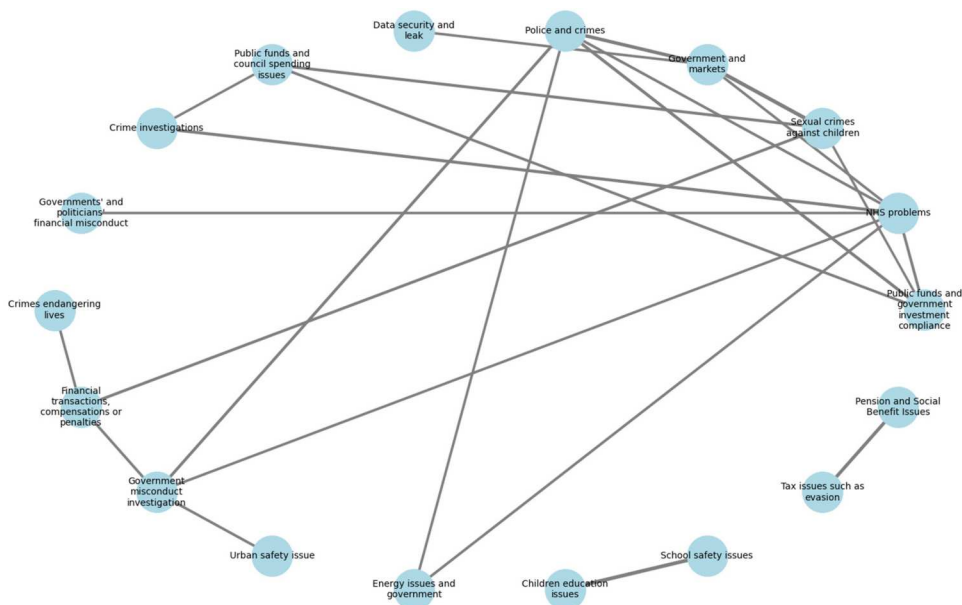 Data security and
leak
Police and crimes
Public funds and
council spending
issues
Government and
markets
Crime investigations
Sexual crimes
against children
Governments' and
politicians'
financial misconduct
NHS problems
Crimes endangering
lives
Public funds and
government
investment
compliance
Financial
transactions,
compensations or
penalties
Pension and Social
Benefit Issues
Government
misconduct
investigation
Tax issues such as
evasion
Urban safety issue
School safety issues
Energy issues and
government
Children education
issues